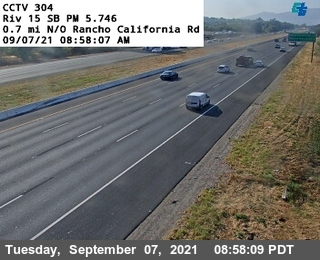 CCTV 304
Riv 15 SB PM 5.746
0.7 mi N/O Rancho California Rd
09/07/21 08:58:07 AM
Tuesday, September 07, 2021 08:58:09 PDT